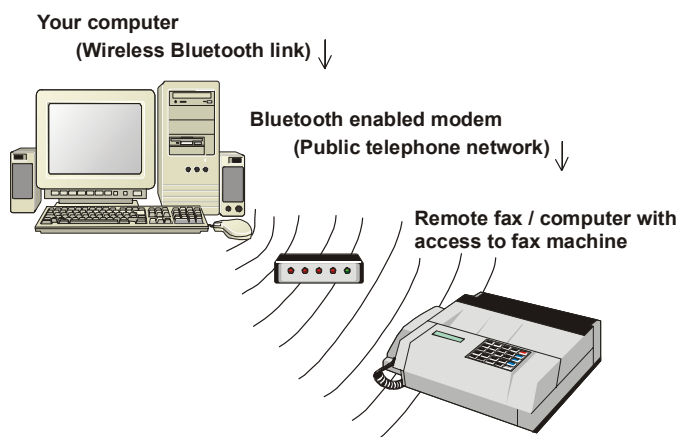 Your computer
(Wireless Bluetooth link) ↓
Bluetooth enabled modem
(Public telephone network) ↓
Remote fax / computer with
access to fax machine